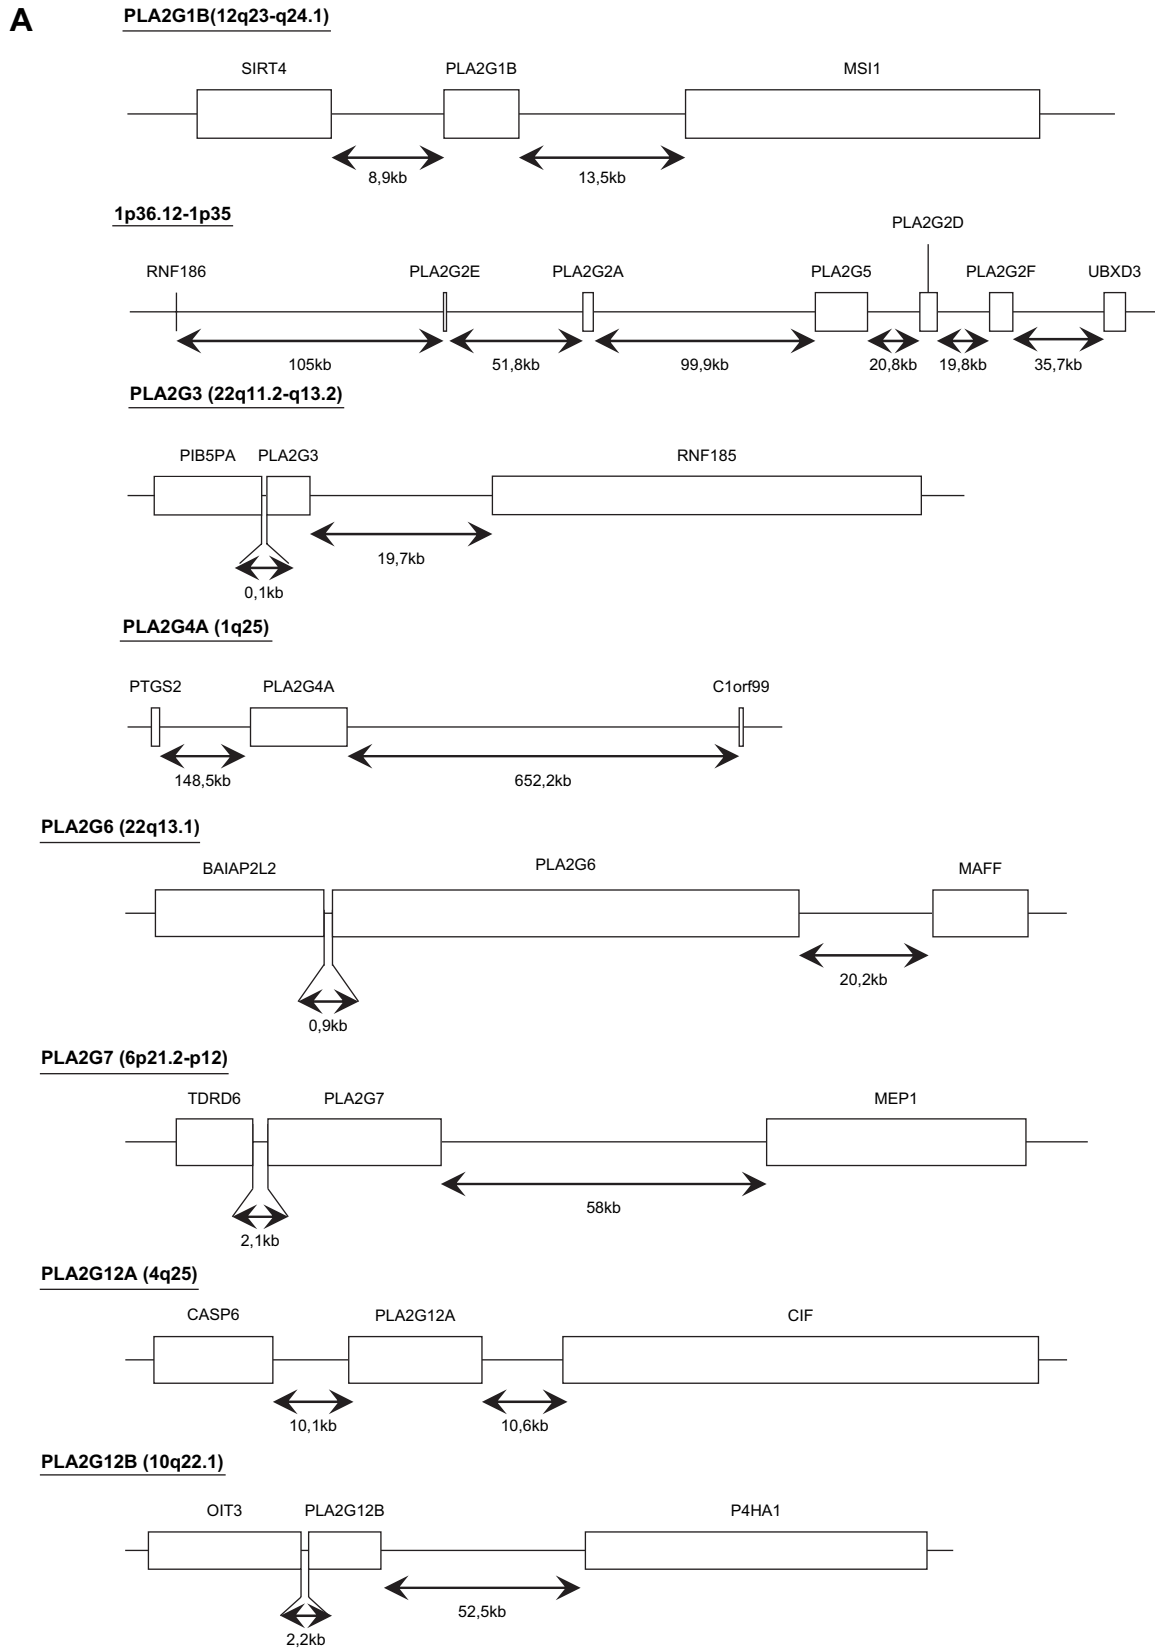 A
PLA2G1B(12q23-q24.1)
SIRT4 PLA2G1B MSI1
8,9kb 13,5kb
1p36.12-1p35
PLA2G2D
RNF186 PLA2G2E PLA2G2A PLA2G5 PLA2G2F UBXD3
105kb 51,8kb 99,9kb 20,8kb 19,8kb 35,7kb
PLA2G3 (22q11.2-q13.2)
PIB5PA PLA2G3 RNF185
19,7kb
0,1kb
PLA2G4A (1q25)
PTGS2 PLA2G4A C1orf99
148,5kb 652,2kb
PLA2G6 (22q13.1)
BAIAP2L2 PLA2G6 MAFF
20,2kb
0,9kb
PLA2G7 (6p21.2-p12)
TDRD6 PLA2G7 MEP1
58kb
2,1kb
PLA2G12A (4q25)
CASP6 PLA2G12A CIF
10,1kb 10,6kb
PLA2G12B (10q22.1)
OIT3 PLA2G12B P4HA1
52,5kb
2,2kb